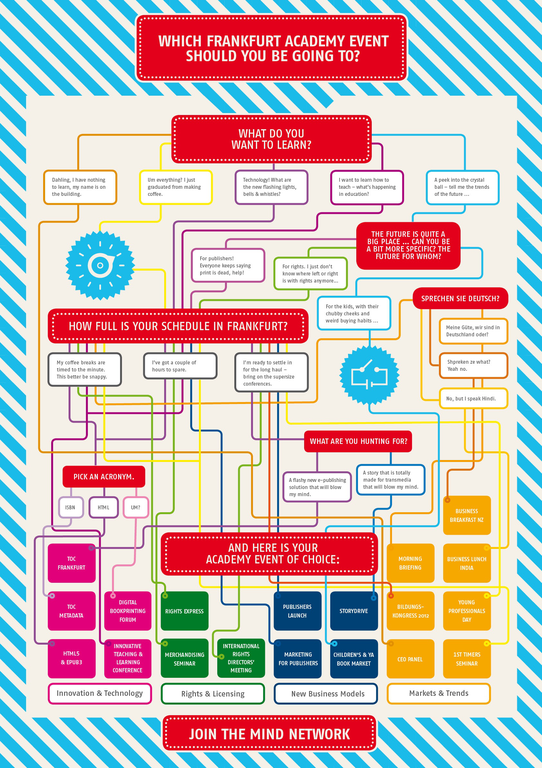 WHICH FRANKFURT ACADEMY EVENT
SHOULD YOU BE GOING TO?
WHAT DO YOU
WANT TO LEARN?
Dahling, I have nothing
to learn, my name is on
the building.
Um everything? I just
graduated from making
coffee.
Technology! What are
the new flashing lights,
bells & whistles?
I want to learn how to
teach – what's happening
in education?
A peek into the crystal
ball – tell me the trends
of the future ...
THE FUTURE IS QUITE A
BIG PLACE ... CAN YOU BE
A BIT MORE SPECIFIC? THE
FUTURE FOR WHOM?
For publishers!
Everyone keeps saying
print is dead, help!
For rights. I just don't
know where left or right
is with rights anymore...
For the kids, with their
chubby cheeks and
weird buying habits ...
SPRECHEN SIE DEUTSCH?
Meine Güte, wir sind in
Deutschland oder?
Shpreken ze what?
Yeah no.
No, but I speak Hindi.
HOW FULL IS YOUR SCHEDULE IN FRANKFURT?
My coffee breaks are
timed to the minute.
This better be snappy.
I've got a couple of
hours to spare.
I'm ready to settle in
for the long haul –
bring on the supersize
conferences.
WHAT ARE YOU HUNTING FOR?
A flashy new e-publishing
solution that will blow
my mind.
A story that is totally
made for transmedia
that will blow my mind.
PICK AN ACRONYM.
ISBN
HTML
UM?
AND HERE IS YOUR
ACADEMY EVENT OF CHOICE:
BUSINESS
BREAKFAST NZ
TOC
FRANKFURT
MORNING
BRIEFING
BUSINESS LUNCH
INDIA
TOC
METADATA
DIGITAL
BOOKPRINTING
FORUM
RIGHTS EXPRESS
PUBLISHERS
LAUNCH
STORYDRIVE
BILDUNGS-
KONGRESS 2012
YOUNG
PROFESSIONALS
DAY
HTML5
& EPUB3
INNOVATIVE
TEACHING &
LEARNING
CONFERENCE
MERCHANDISING
SEMINAR
INTERNATIONAL
RIGHTS
DIRECTORS'
MEETING
MARKETING
FOR PUBLISHERS
CHILDREN'S & YA
BOOK MARKET
CEO PANEL
1ST TIMERS
SEMINAR
Innovation & Technology
Rights & Licensing
New Business Models
Markets & Trends
JOIN THE MIND NETWORK